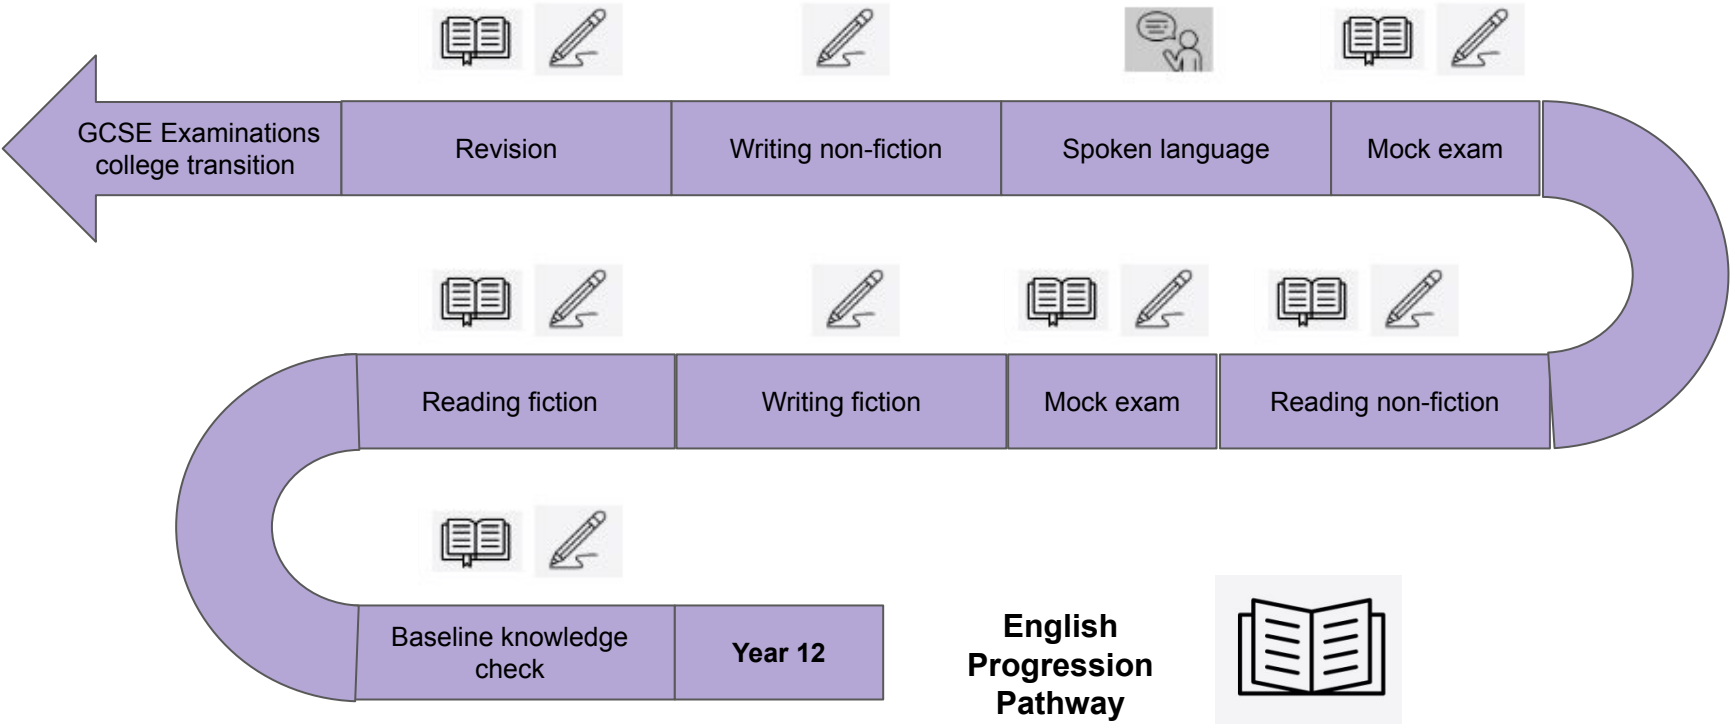 GCSE Examinations
college transition
Revision
Writing non-fiction
Spoken language
Mock exam
Reading fiction
Writing fiction
Mock exam
Reading non-fiction
Baseline knowledge
check
Year 12
English
Progression
Pathway